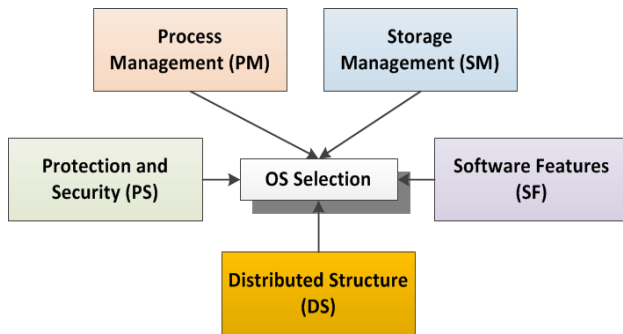 Process
Management (PM)
Storage
Management (SM)
Protection and
Security (PS)
OS Selection
Software Features
(SF)
Distributed Structure
(DS)